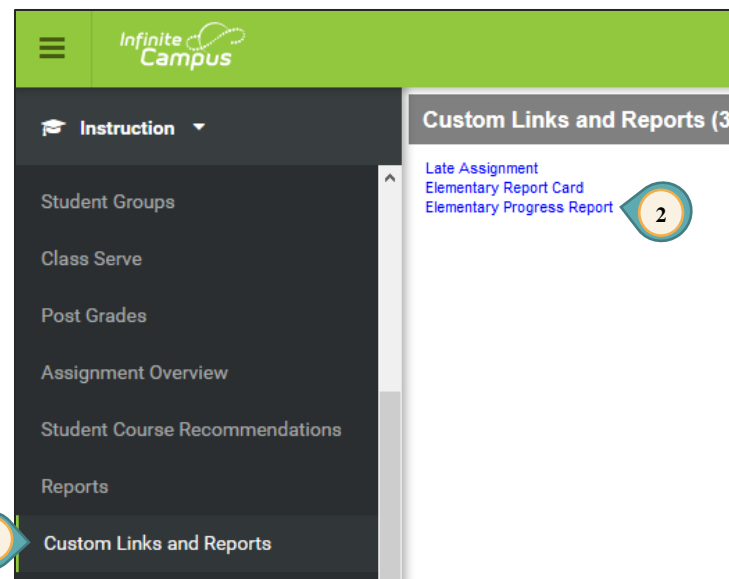 Infinite
Campus
Instruction
Custom Links and Reports (3
Student Groups
Class Serve
Post Grades
Assignment Overview
Student Course Recommendations
Reports
Custom Links and Reports
Late Assignment
Elementary Report Card
Elementary Progress Report
2